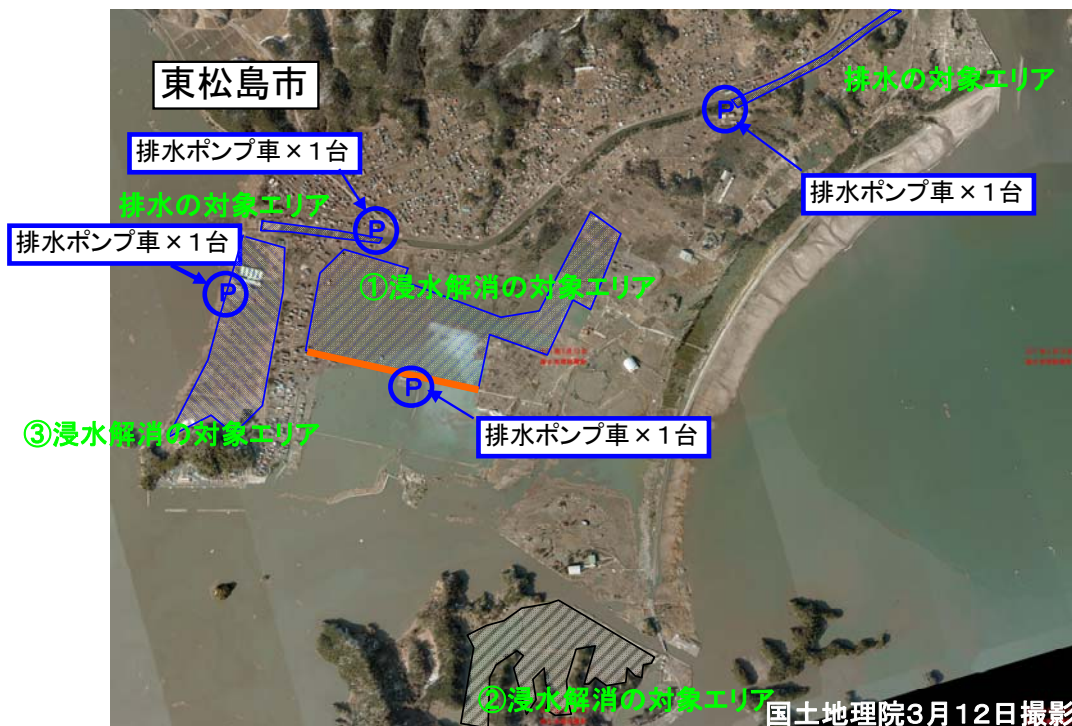 東松島市
排水の対象エリア
P
排水ポンプ車×1台
排水ポンプ車×1台
排水の対象エリア
P
排水ポンプ車×1台
P
①浸水解消の対象エリア
P
排水ポンプ車×1台
③浸水解消の対象エリア
②浸水解消の対象エリア
国土地理院3月12日撮影